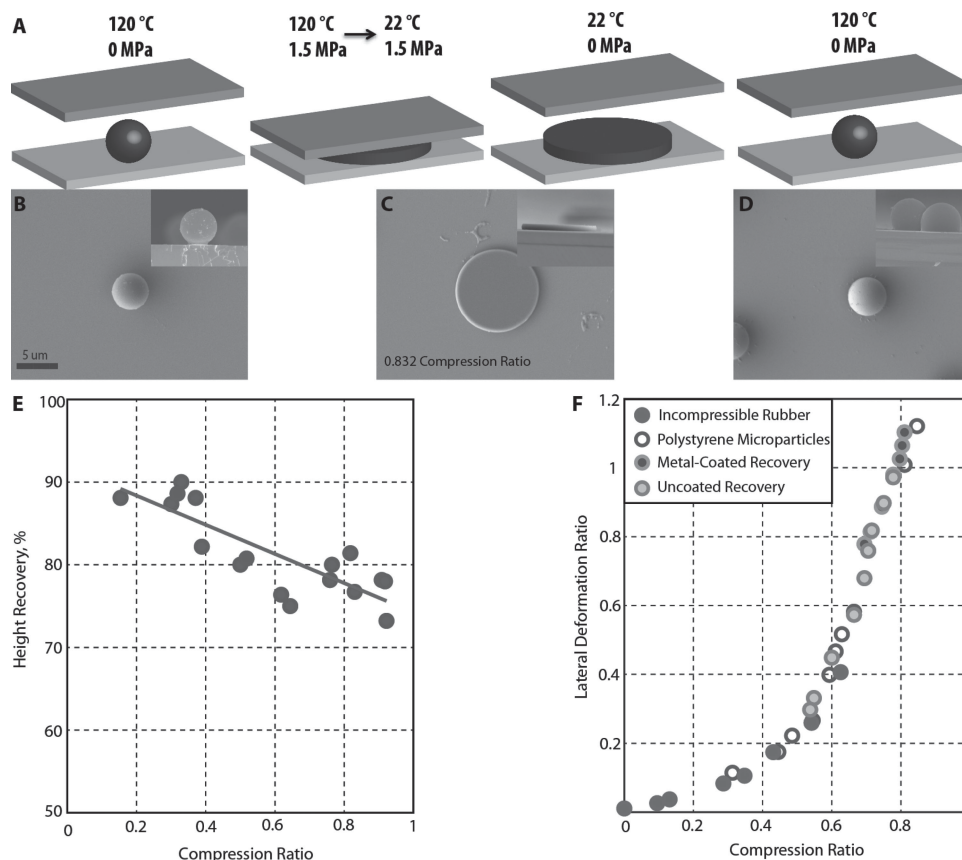 A
120 °C
0 MPa
120 °C → 22 °C
1.5 MPa 1.5 MPa
22 °C
0 MPa
120 °C
0 MPa
B
5 um
C
0.832 Compression Ratio
D
E
100
90
80
70
60
50
Height Recovery, %
0 0.2 0.4 0.6 0.8 1
Compression Ratio
F
1.2
1
0.8
0.6
0.4
0.2
Lateral Deformation Ratio
Incompressible Rubber
Polystyrene Microparticles
Metal-Coated Recovery
Uncoated Recovery
0 0.2 0.4 0.6 0.8
Compression Ratio